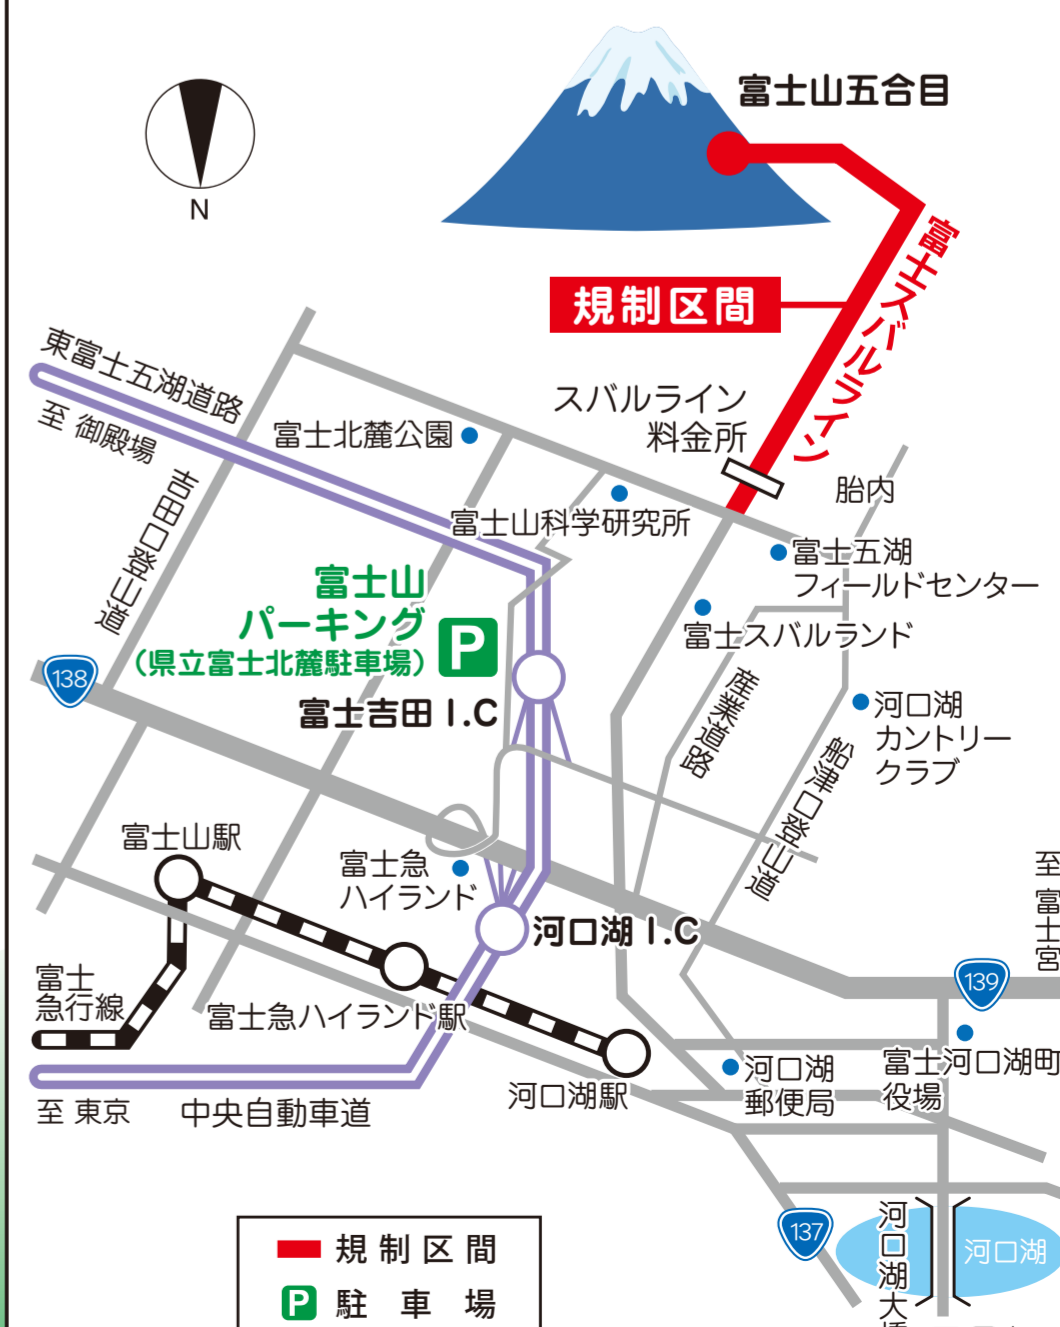 富士山五合目
N
富士スバルライン
規制区間
東富士五湖道路
至 御殿場
スバルライン
料金所
富士北麓公園
胎内
吉田口登山道
富士山科学研究所
富士五湖
フィールドセンター
富士山
パーキング
(県立富士北麓駐車場)
P
富士スバルランド
138
富士吉田 I.C
産業道路
河口湖
カントリー
クラブ
船津口登山道
富士山駅
富士急
ハイランド
至 富士宮
河口湖 I.C
139
富士
急行線
富士急ハイランド駅
河口湖駅
河口湖
郵便局
富士河口湖町
役場
至 東京
中央自動車道
137
河口湖大橋
河口湖
規制区間
P 駐車場